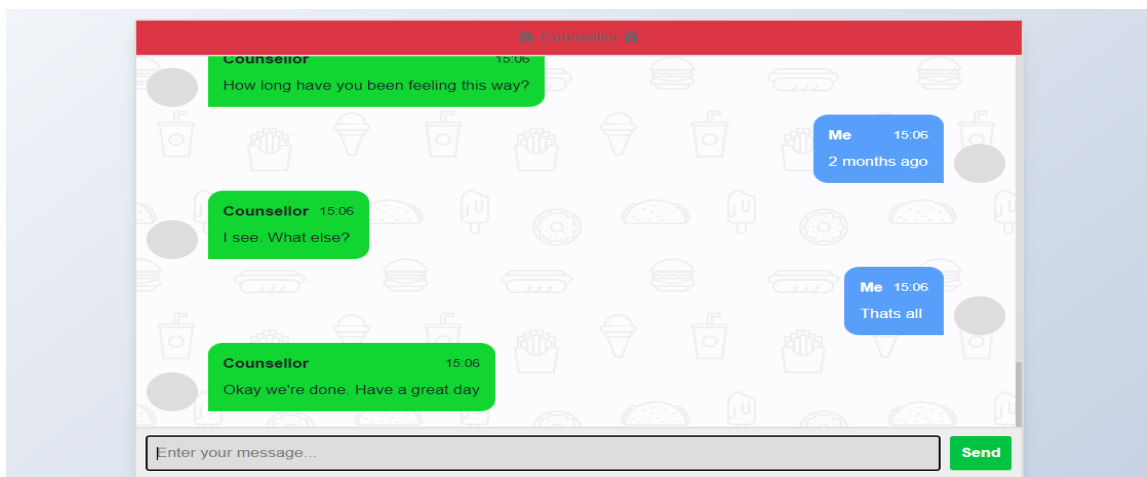 Counsellor
Counsellor 15:06
How long have you been feeling this way?
Me 15:06
2 months ago
Counsellor 15:06
I see. What else?
Me 15:06
Thats all
Counsellor 15:06
Okay we're done. Have a great day
Enter your message... Send